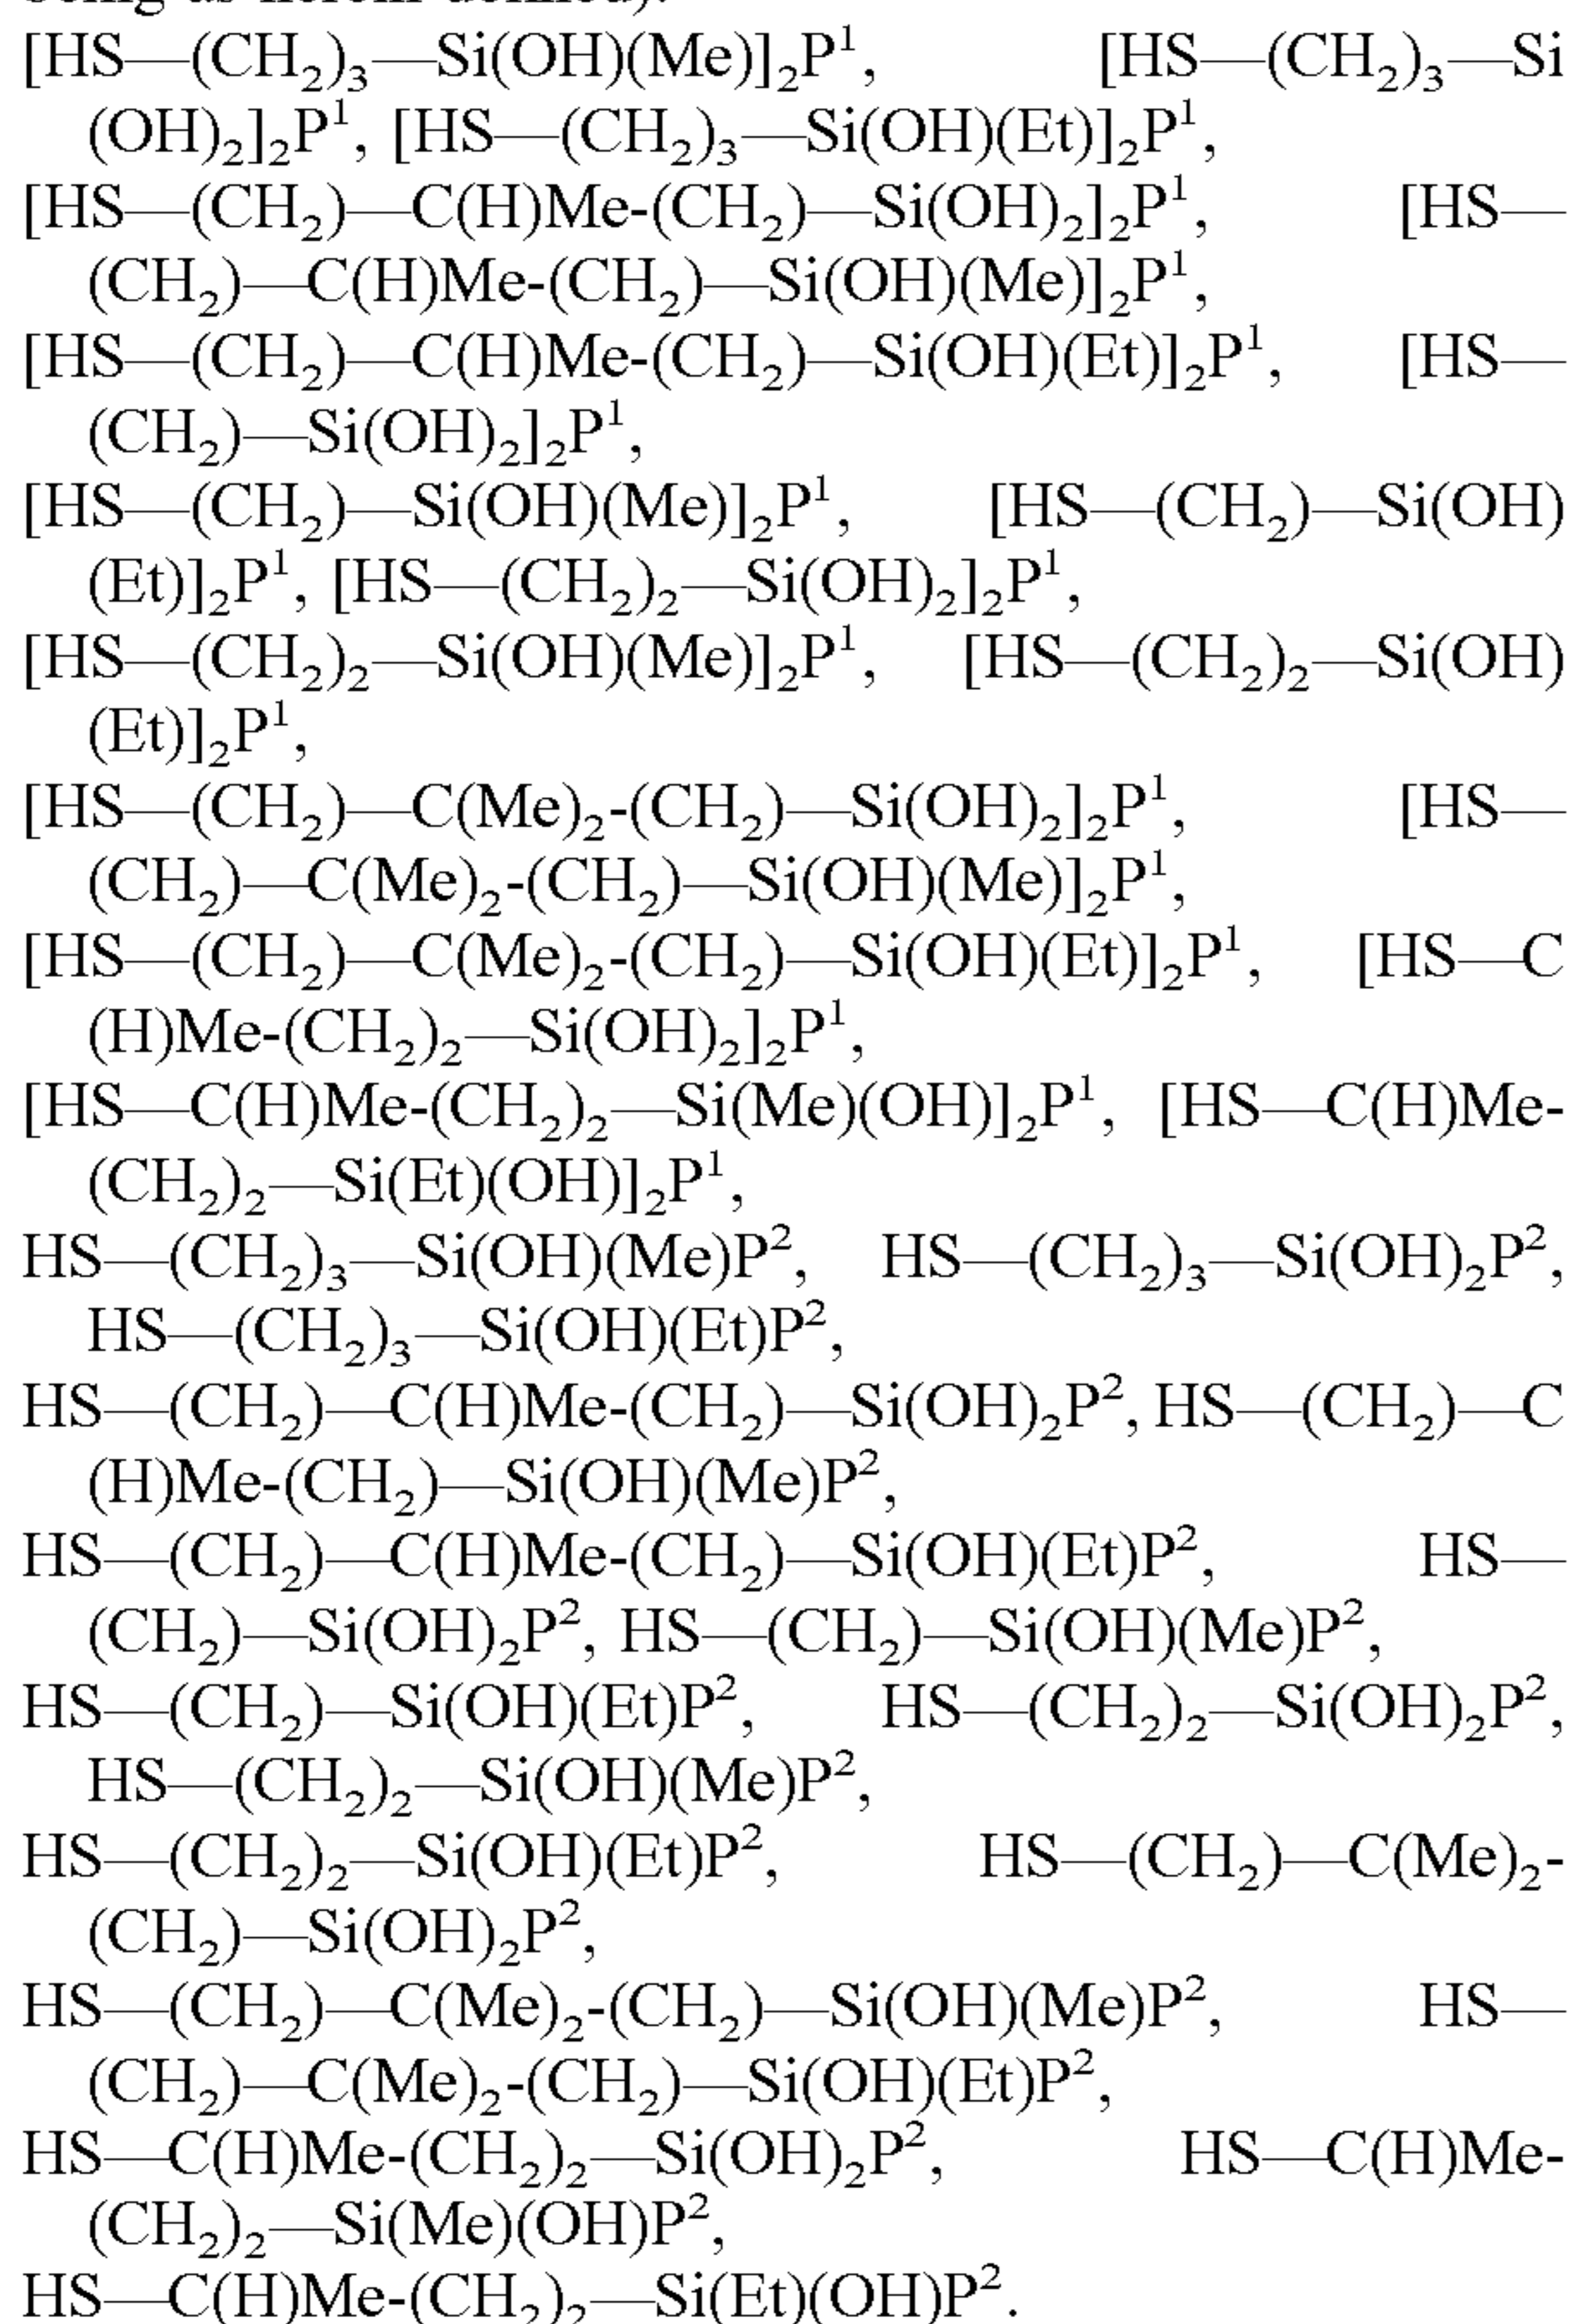 being as herein defined):
[HS—(CH₂)₃—Si(OH)(Me)]₂P¹, [HS—(CH₂)₃—Si
(OH)₂]₂P¹, [HS—(CH₂)₃—Si(OH)(Et)]₂P¹,
[HS—(CH₂)—C(H)Me-(CH₂)—Si(OH)₂]₂P¹, [HS—
(CH₂)—C(H)Me-(CH₂)—Si(OH)(Me)]₂P¹,
[HS—(CH₂)—C(H)Me-(CH₂)—Si(OH)(Et)]₂P¹, [HS—
(CH₂)—Si(OH)₂]₂P¹,
[HS—(CH₂)—Si(OH)(Me)]₂P¹, [HS—(CH₂)—Si(OH)
(Et)]₂P¹, [HS—(CH₂)₂—Si(OH)₂]₂P¹,
[HS—(CH₂)₂—Si(OH)(Me)]₂P¹, [HS—(CH₂)₂—Si(OH)
(Et)]₂P¹,
[HS—(CH₂)—C(Me)₂-(CH₂)—Si(OH)₂]₂P¹, [HS—
(CH₂)—C(Me)₂-(CH₂)—Si(OH)(Me)]₂P¹,
[HS—(CH₂)—C(Me)₂-(CH₂)—Si(OH)(Et)]₂P¹, [HS—C
(H)Me-(CH₂)₂—Si(OH)₂]₂P¹,
[HS—C(H)Me-(CH₂)₂—Si(Me)(OH)]₂P¹, [HS—C(H)Me-
(CH₂)₂—Si(Et)(OH)]₂P¹,
HS—(CH₂)₃—Si(OH)(Me)P², HS—(CH₂)₃—Si(OH)₂P²,
HS—(CH₂)₃—Si(OH)(Et)P²,
HS—(CH₂)—C(H)Me-(CH₂)—Si(OH)₂P², HS—(CH₂)—C
(H)Me-(CH₂)—Si(OH)(Me)P²,
HS—(CH₂)—C(H)Me-(CH₂)—Si(OH)(Et)P², HS—
(CH₂)—Si(OH)₂P², HS—(CH₂)—Si(OH)(Me)P²,
HS—(CH₂)—Si(OH)(Et)P², HS—(CH₂)₂—Si(OH)₂P²,
HS—(CH₂)₂—Si(OH)(Me)P²,
HS—(CH₂)₂—Si(OH)(Et)P², HS—(CH₂)—C(Me)₂-
(CH₂)—Si(OH)₂P²,
HS—(CH₂)—C(Me)₂-(CH₂)—Si(OH)(Me)P², HS—
(CH₂)—C(Me)₂-(CH₂)—Si(OH)(Et)P²,
HS—C(H)Me-(CH₂)₂—Si(OH)₂P², HS—C(H)Me-
(CH₂)₂—Si(Me)(OH)P²,
HS—C(H)Me-(CH₂)₂—Si(Et)(OH)P².